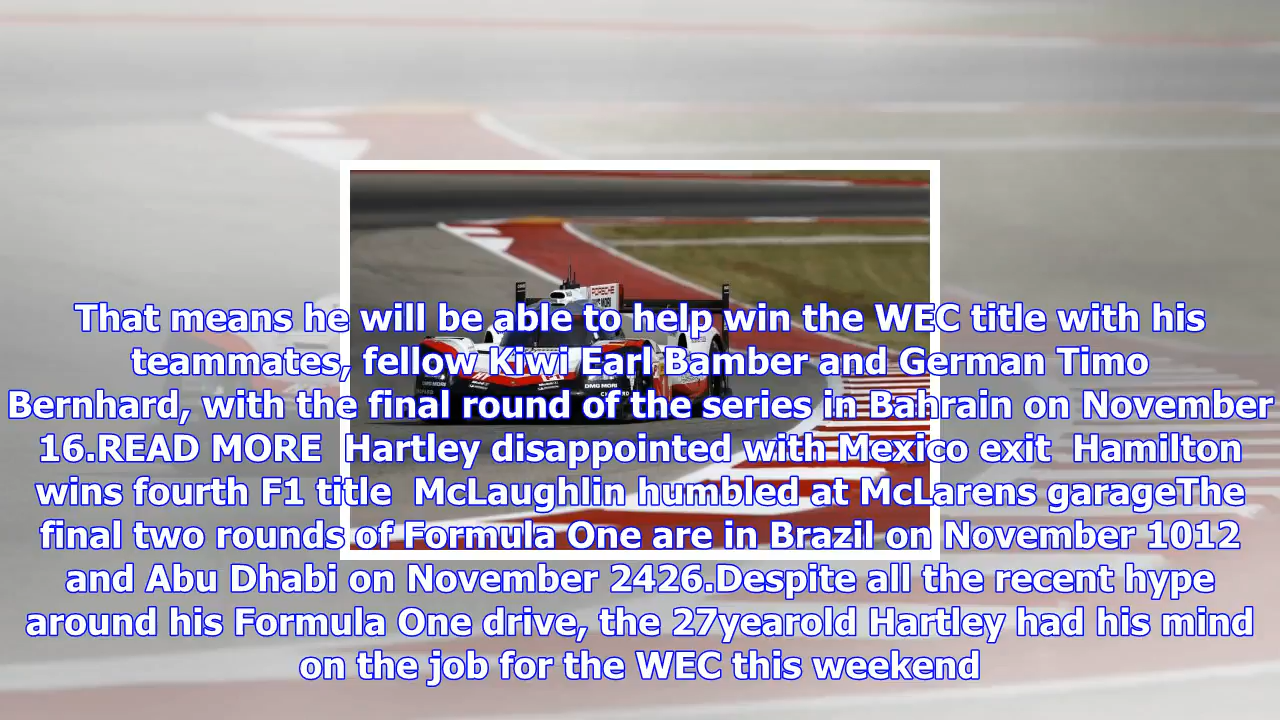 PORSCHE
DMG MORI
That means he will be able to help win the WEC title with his
teammates, fellow Kiwi Earl Bamber and German Timo
Bernhard, with the final round of the series in Bahrain on November
16.READ MORE  Hartley disappointed with Mexico exit  Hamilton
wins fourth F1 title  McLaughlin humbled at McLarens garageThe
final two rounds of Formula One are in Brazil on November 1012
and Abu Dhabi on November 2426.Despite all the recent hype
around his Formula One drive, the 27yearold Hartley had his mind
on the job for the WEC this weekend